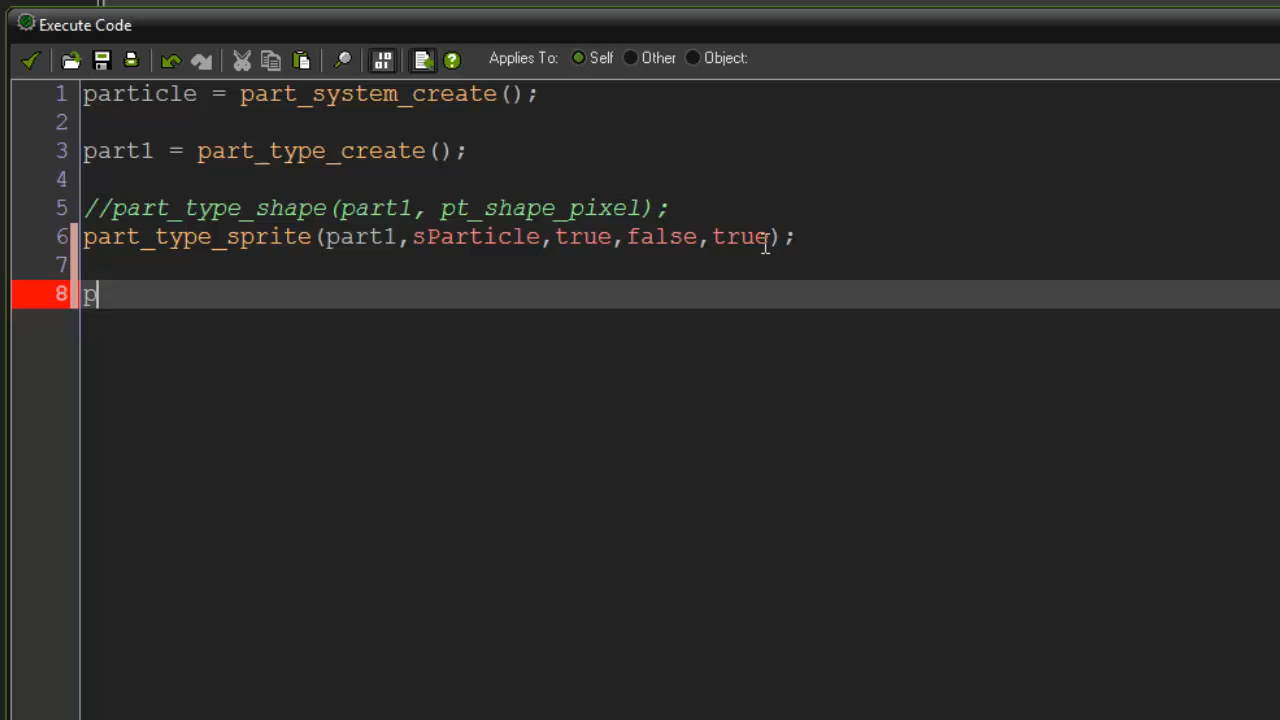 Execute Code
Applies To: Self Other Object:
1 particle = part_system_create();
2
3 part1 = part_type_create();
4
5 //part_type_shape(part1, pt_shape_pixel);
6 part_type_sprite(part1,sParticle,true,false,true);
7
8 p